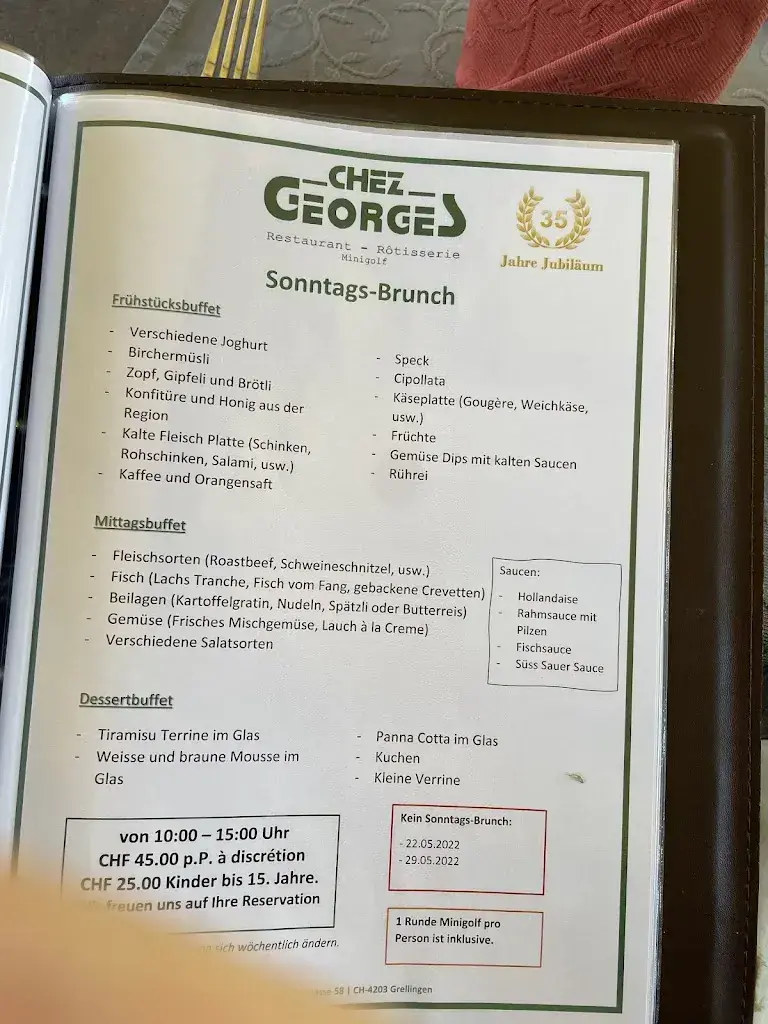 CHEZ
GEORGES
Restaurant - Rôtisserie
Minigolf
35
Jahre Jubiläum
Sonntags-Brunch
Frühstücksbuffet
- Verschiedene Joghurt
- Birchermüsli
- Zopf, Gipfeli und Brötli
- Konfitüre und Honig aus der
Region
- Kalte Fleisch Platte (Schinken,
Rohschinken, Salami, usw.)
- Kaffee und Orangensaft
- Speck
- Cipollata
- Käseplatte (Gougère, Weichkäse,
usw.)
- Früchte
- Gemüse Dips mit kalten Saucen
- Rührei
Mittagsbuffet
- Fleischsorten (Roastbeef, Schweineschnitzel, usw.)
- Fisch (Lachs Tranche, Fisch vom Fang, gebackene Crevetten)
- Beilagen (Kartoffelgratin, Nudeln, Spätzli oder Butterreis)
- Gemüse (Frisches Mischgemüse, Lauch à la Creme)
- Verschiedene Salatsorten
Saucen:
- Hollandaise
- Rahmsauce mit
Pilzen
- Fischsauce
- Süss Sauer Sauce
Dessertbuffet
- Tiramisu Terrine im Glas
- Weisse und braune Mousse im
Glas
- Panna Cotta im Glas
- Kuchen
- Kleine Verrine
von 10:00 – 15:00 Uhr
CHF 45.00 p.P. à discrétion
CHF 25.00 Kinder bis 15. Jahre.
freuen uns auf Ihre Reservation
Kein Sonntags-Brunch:
- 22.05.2022
- 29.05.2022
1 Runde Minigolf pro
Person ist inklusive.
sich wöchentlich ändern.
58 | CH-4203 Grellingen